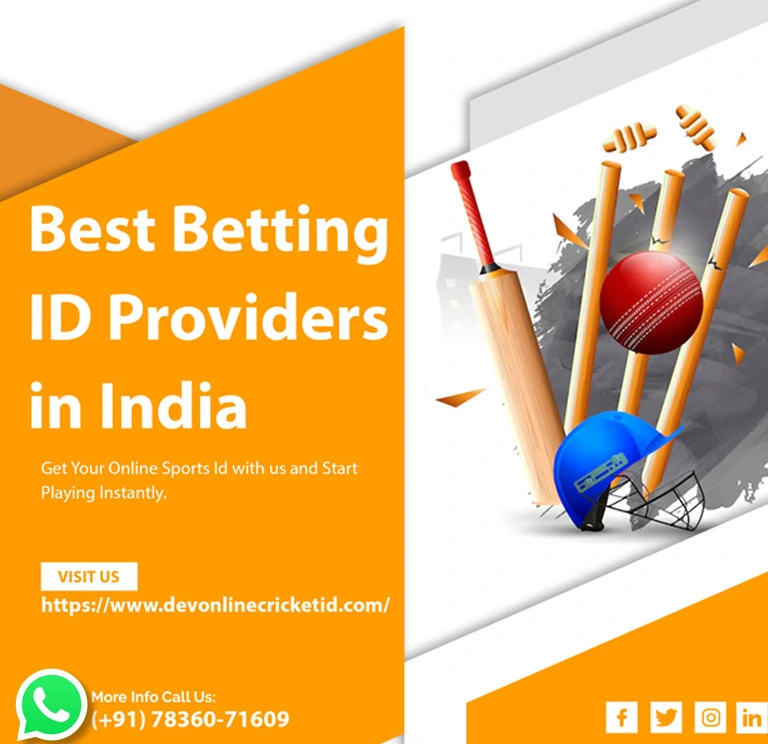 Best Betting
ID Providers
in India
Get Your Online Sports Id with us and Start
Playing Instantly.
VISIT US
https://www.devonlinecricketid.com/
More Info Call Us:
(+91) 78360-71609